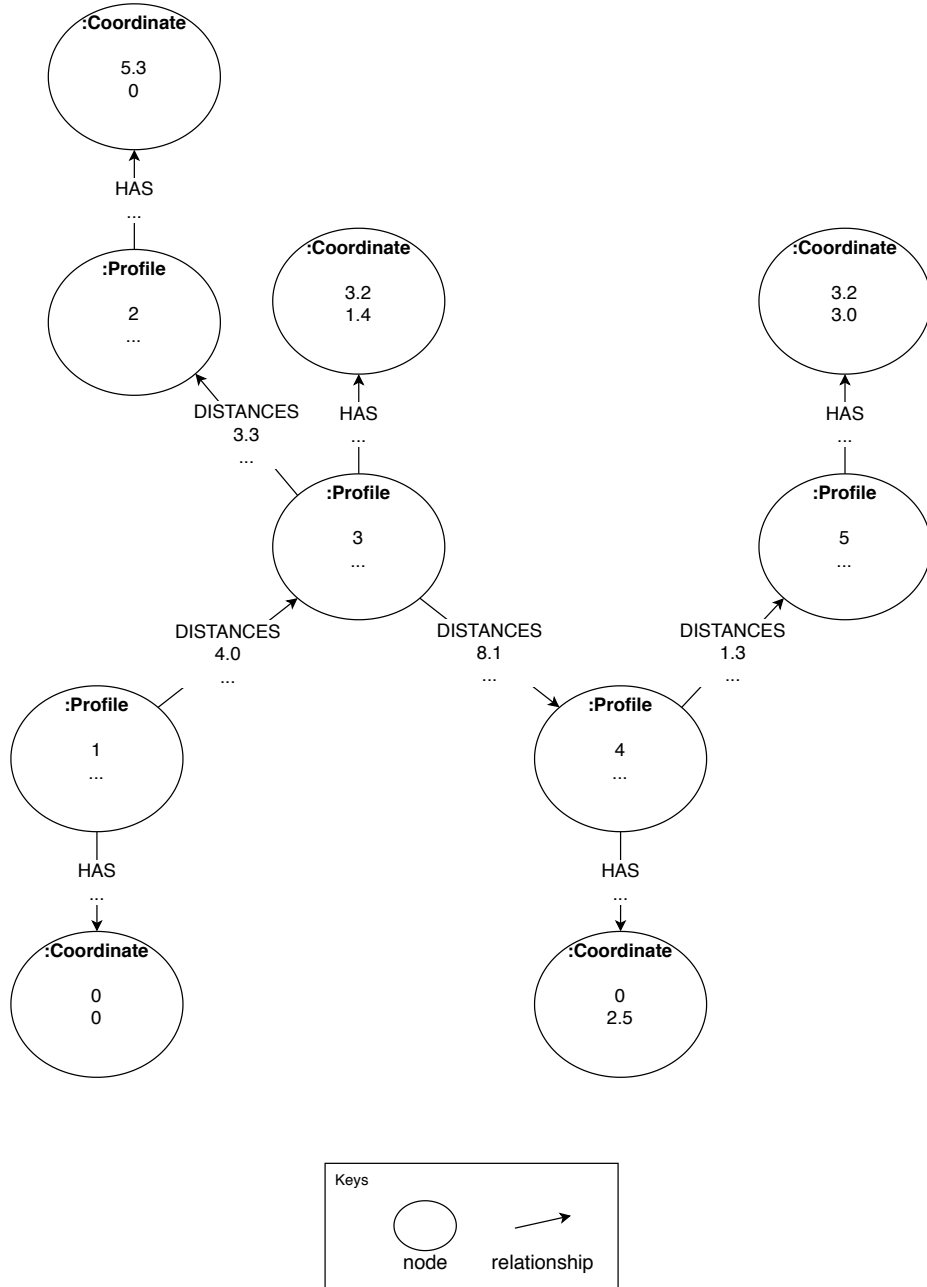 :Coordinate
5.3
0
HAS
...
:Profile
2
...
:Coordinate
3.2
1.4
:Coordinate
3.2
3.0
DISTANCES
3.3
...
HAS
...
HAS
...
:Profile
3
...
:Profile
5
...
DISTANCES
4.0
...
DISTANCES
8.1
...
DISTANCES
1.3
...
:Profile
1
...
:Profile
4
...
HAS
...
HAS
...
:Coordinate
0
0
:Coordinate
0
2.5
Keys
node
relationship